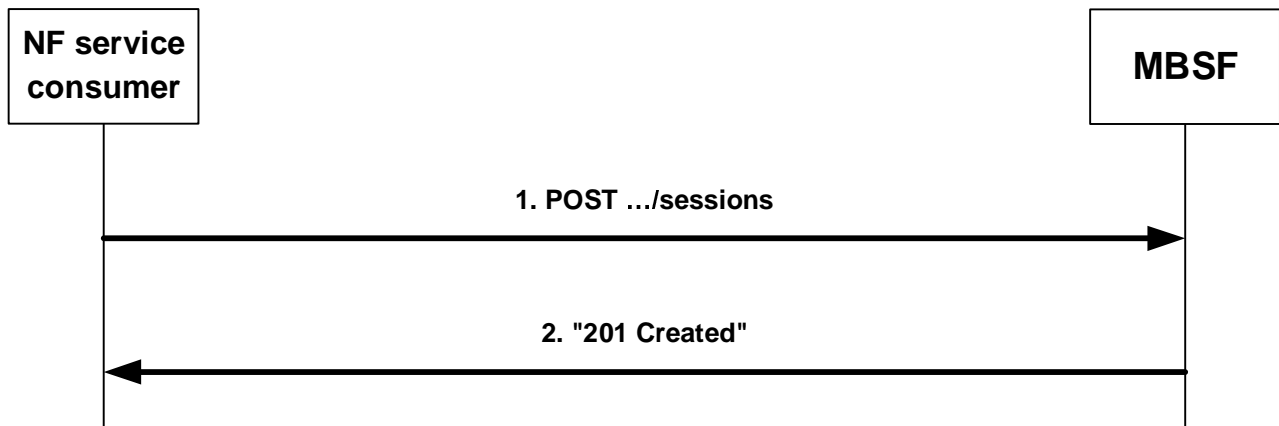 NF service
consumer
MBSF
1. POST …/sessions
2. "201 Created"